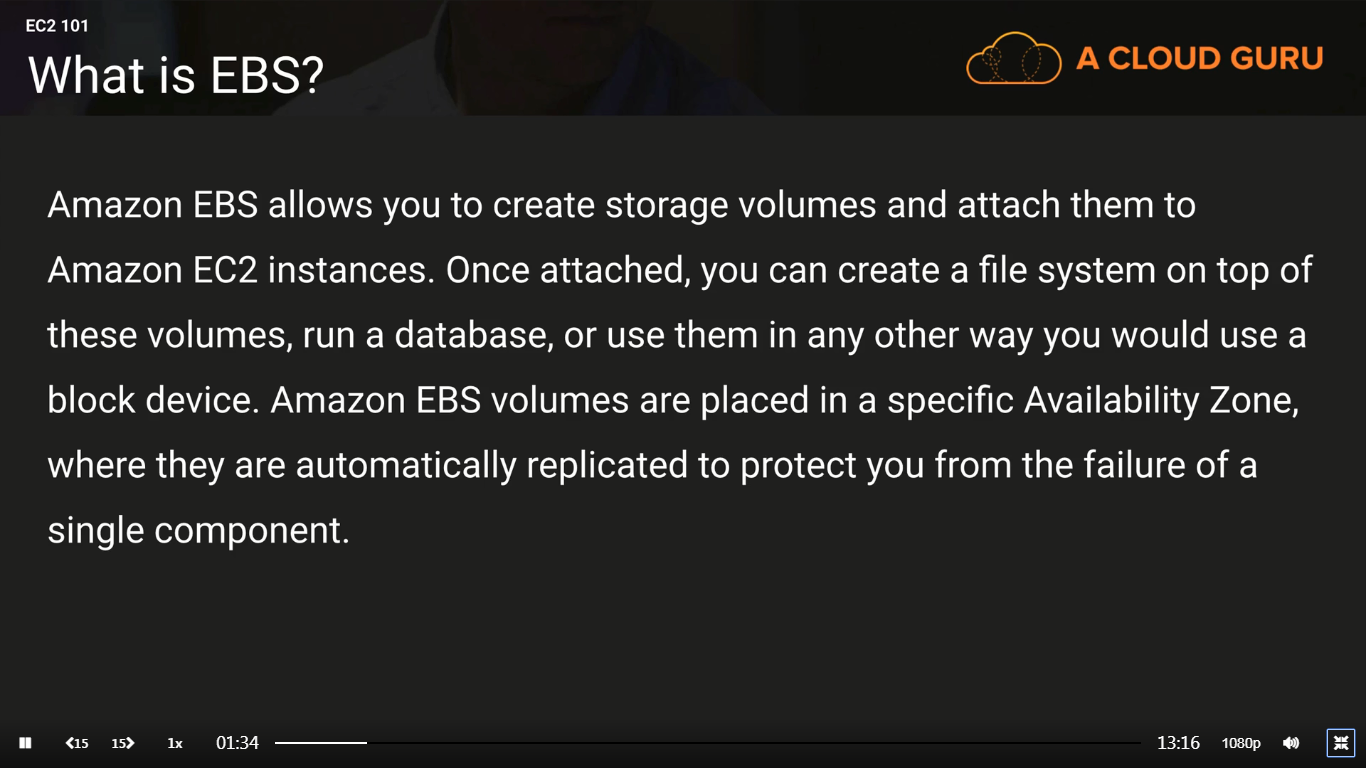 EC2 101
What is EBS?
A CLOUD GURU
Amazon EBS allows you to create storage volumes and attach them to
Amazon EC2 instances. Once attached, you can create a file system on top of
these volumes, run a database, or use them in any other way you would use a
block device. Amazon EBS volumes are placed in a specific Availability Zone,
where they are automatically replicated to protect you from the failure of a
single component.
15 15 1x 01:34 13:16 1080p